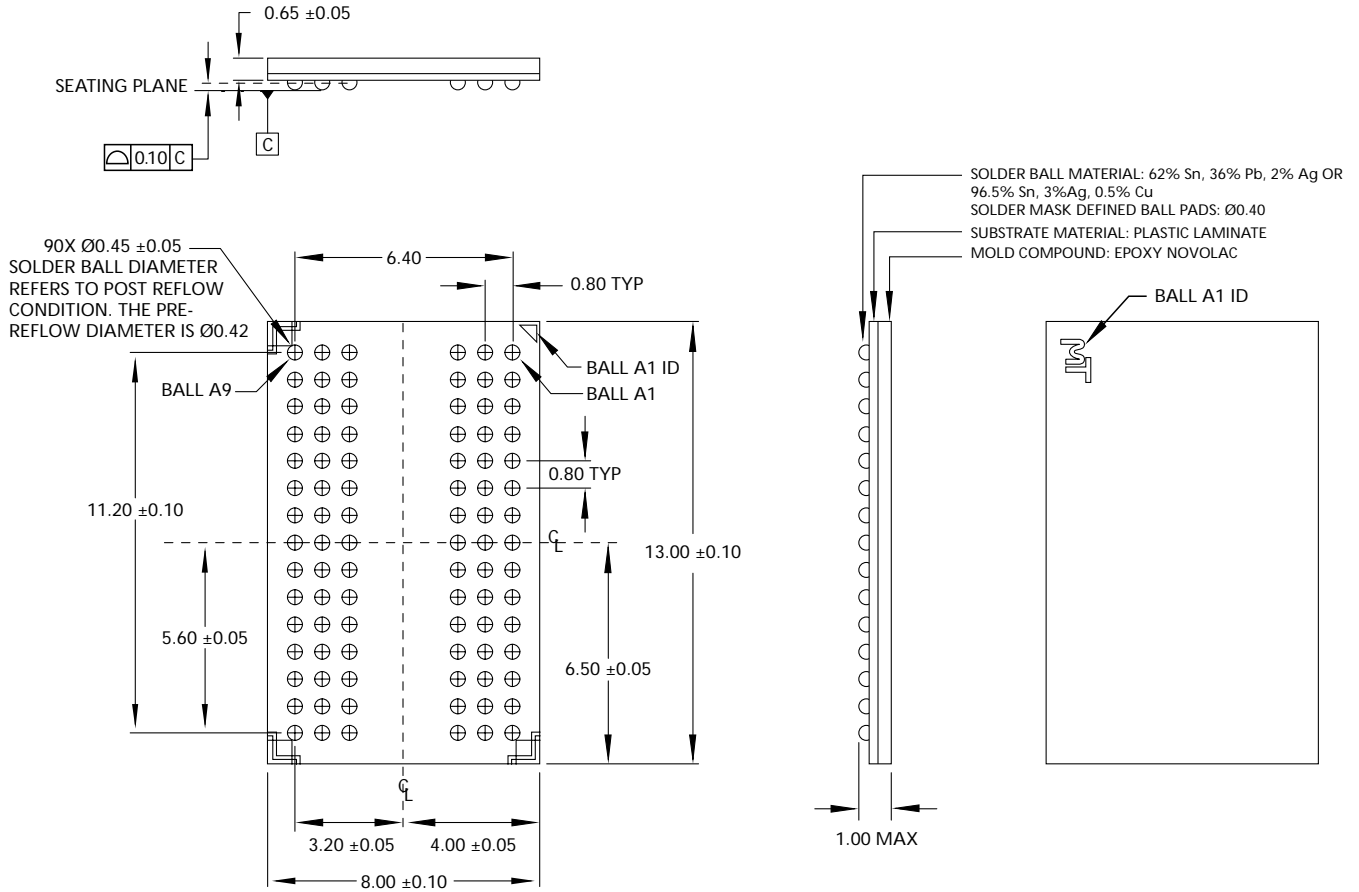 0.65 ±0.05
SEATING PLANE
C
0.10 C
SOLDER BALL MATERIAL: 62% Sn, 36% Pb, 2% Ag OR
96.5% Sn, 3%Ag, 0.5% Cu
SOLDER MASK DEFINED BALL PADS: Ø0.40
SUBSTRATE MATERIAL: PLASTIC LAMINATE
MOLD COMPOUND: EPOXY NOVOLAC
90X Ø0.45 ±0.05
SOLDER BALL DIAMETER
REFERS TO POST REFLOW
CONDITION. THE PRE-
REFLOW DIAMETER IS Ø0.42
6.40
0.80 TYP
BALL A1 ID
BALL A9
BALL A1 ID
BALL A1
0.80 TYP
11.20 ±0.10
CL
13.00 ±0.10
5.60 ±0.05
6.50 ±0.05
CL
3.20 ±0.05
4.00 ±0.05
8.00 ±0.10
1.00 MAX